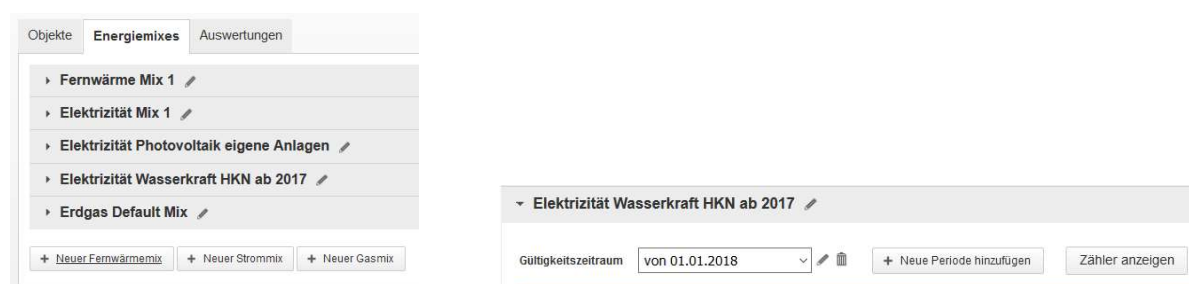 Objekte Energiemixes Auswertungen
Fernwärme Mix 1
Elektrizität Mix 1
Elektrizität Photovoltaik eigene Anlagen
Elektrizität Wasserkraft HKN ab 2017
Erdgas Default Mix
+ Neuer Fernwärmemix + Neuer Strommix + Neuer Gasmix
Elektrizität Wasserkraft HKN ab 2017
Gültigkeitszeitraum von 01.01.2018 + Neue Periode hinzufügen Zähler anzeigen